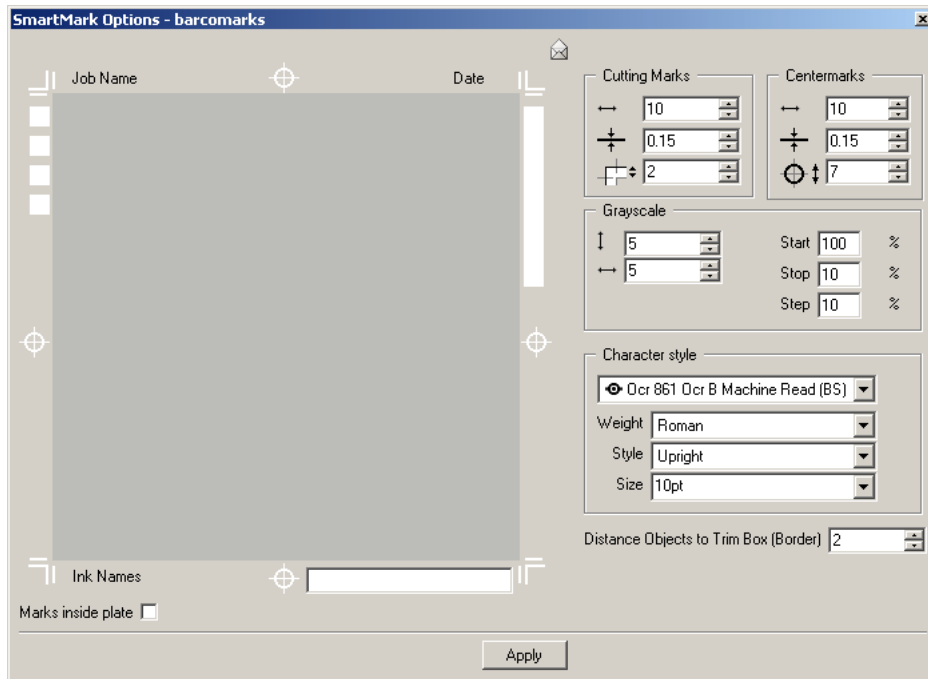 SmartMark Options - barcomarks
Job Name
Date
Cutting Marks
10
0.15
2
Centermarks
10
0.15
7
Grayscale
5
5
Start 100 %
Stop 10 %
Step 10 %
Character style
Ocr 861 Ocr B Machine Read (BS)
Weight Roman
Style Upright
Size 10pt
Distance Objects to Trim Box (Border) 2
Ink Names
Marks inside plate
Apply